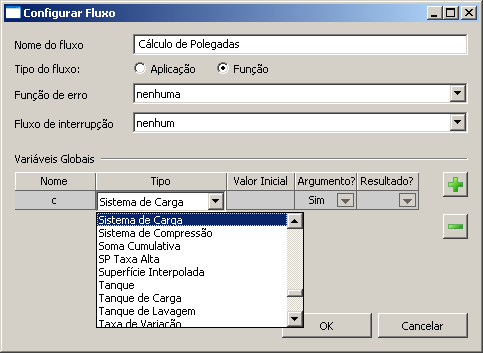 Configurar Fluxo
Nome do fluxo Cálculo de Polegadas
Tipo do fluxo: Aplicação Função
Função de erro nenhuma
Fluxo de interrupção nenhum
Variáveis Globais
Nome Tipo Valor Inicial Argumento? Resultado?
c Sistema de Carga Sim
Sistema de Carga
Sistema de Compressão
Soma Cumulativa
SP Taxa Alta
Superfície Interpolada
Tanque
Tanque de Carga
Tanque de Lavagem
Taxa de Variação
OK Cancelar